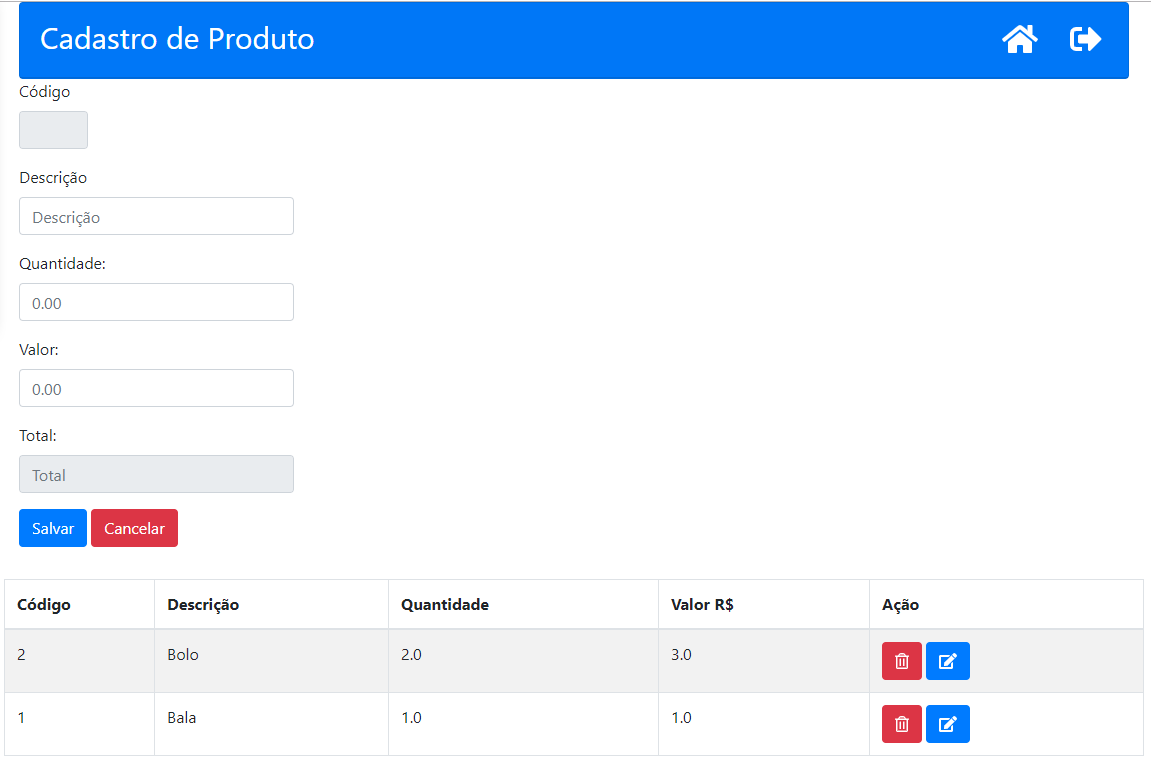 Cadastro de Produto
Código
Descrição
Descrição
Quantidade:
0.00
Valor:
0.00
Total:
Total
Salvar Cancelar
Código Descrição Quantidade Valor R$ Ação
2 Bolo 2.0 3.0
1 Bala 1.0 1.0